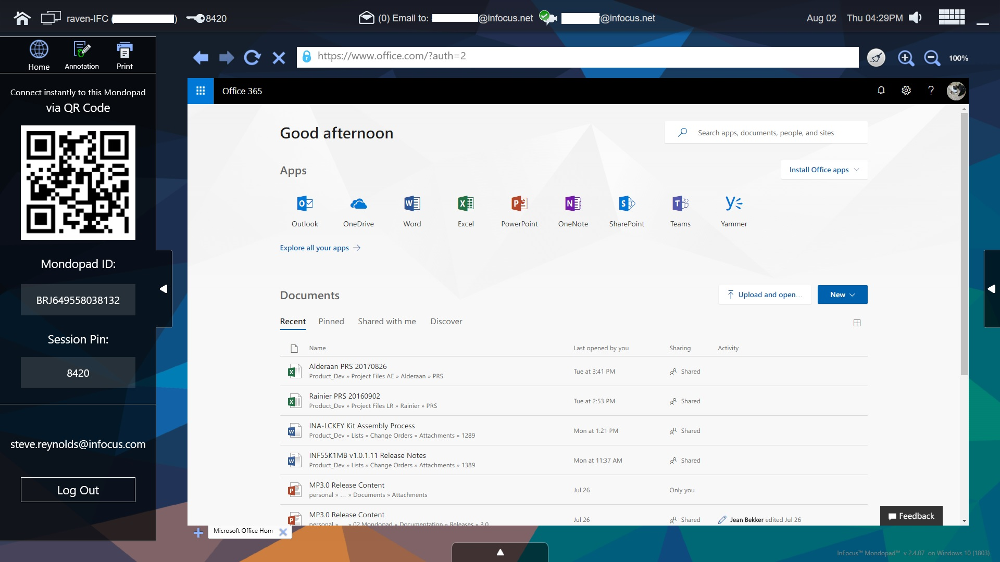 raven-IFC ( ) 8420
(0) Email to: @infocus.net
@infocus.net
Aug 02 Thu 04:29PM
Home
Annotation
Print
https://www.office.com/?auth=2
100%
Connect instantly to this Mondopad
via QR Code
Mondopad ID:
BRJ649558038132
Session Pin:
8420
steve.reynolds@infocus.com
Log Out
Office 365
?
Good afternoon
Search apps, documents, people, and sites
Apps
Install Office apps
Outlook
OneDrive
Word
Excel
PowerPoint
OneNote
SharePoint
Teams
Yammer
Explore all your apps
Documents
Upload and open...
New
Recent Pinned Shared with me Discover
Name Last opened by you Sharing Activity
Alderaan PRS 20170826
Product_Dev » Project Files AE » Alderaan » PRS
Tue at 3:41 PM Shared
Rainier PRS 20160902
Product_Dev » Project Files LR » Rainier » PRS
Tue at 2:53 PM Shared
INA-LCKEY Kit Assembly Process
Product_Dev » Lists » Change Orders » Attachments » 1289
Mon at 1:21 PM Shared
INF55K1MB v1.0.1.11 Release Notes
Product_Dev » Lists » Change Orders » Attachments » 1389
Mon at 11:37 AM Shared
MP3.0 Release Content
personal » ... » Documents » Attachments
Jul 26 Only you
MP3.0 Release Content
personal » ... » 02 Mondopad » Documentation » Releases » 3.0
Jul 26 Shared Jean Bekker edited Jul 26
Feedback
Microsoft Office Hom
InFocus™ Mondopad™ v 2.4.07 on Windows 10 (1803)